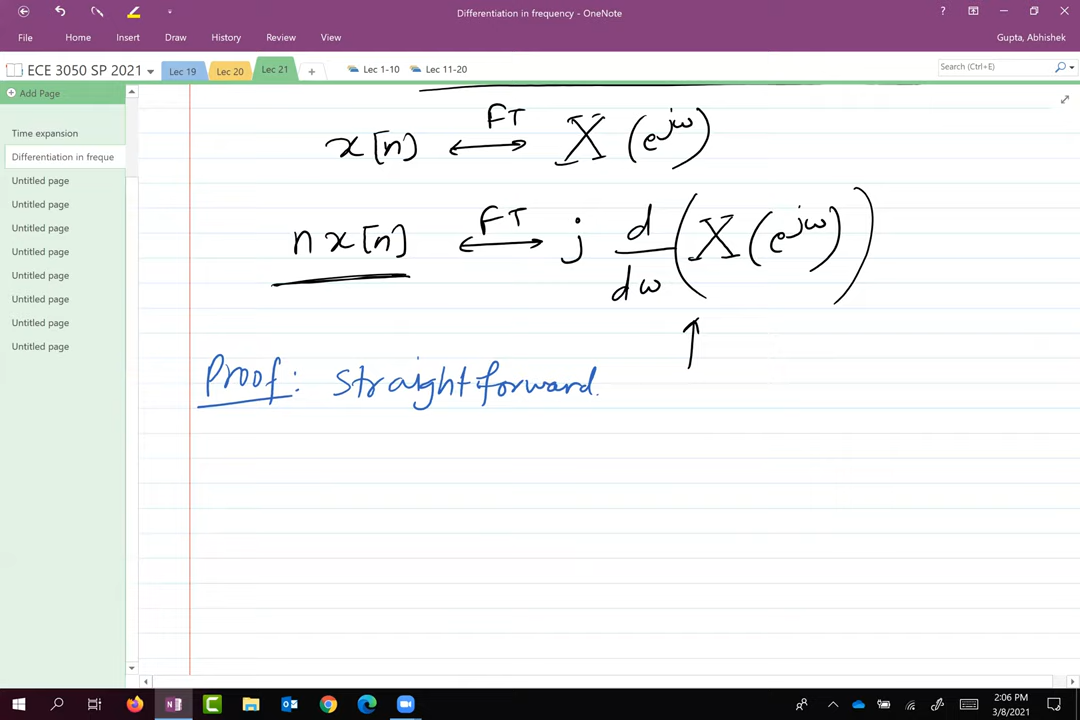 Differentiation in frequency - OneNote
?
File Home Insert Draw History Review View
Gupta, Abhishek
ECE 3050 SP 2021
Lec 19 Lec 20 Lec 21 + Lec 1-10 Lec 11-20
Search (Ctrl+E)
Add Page
Time expansion
Differentiation in freque
Untitled page
Untitled page
Untitled page
Untitled page
Untitled page
Untitled page
Untitled page
Untitled page
x[n] ⟷ FT X(e^{jω})
n x[n] ⟷ FT j d/dω (X(e^{jω}))
Proof: Straightforward.
2:06 PM
3/8/2021